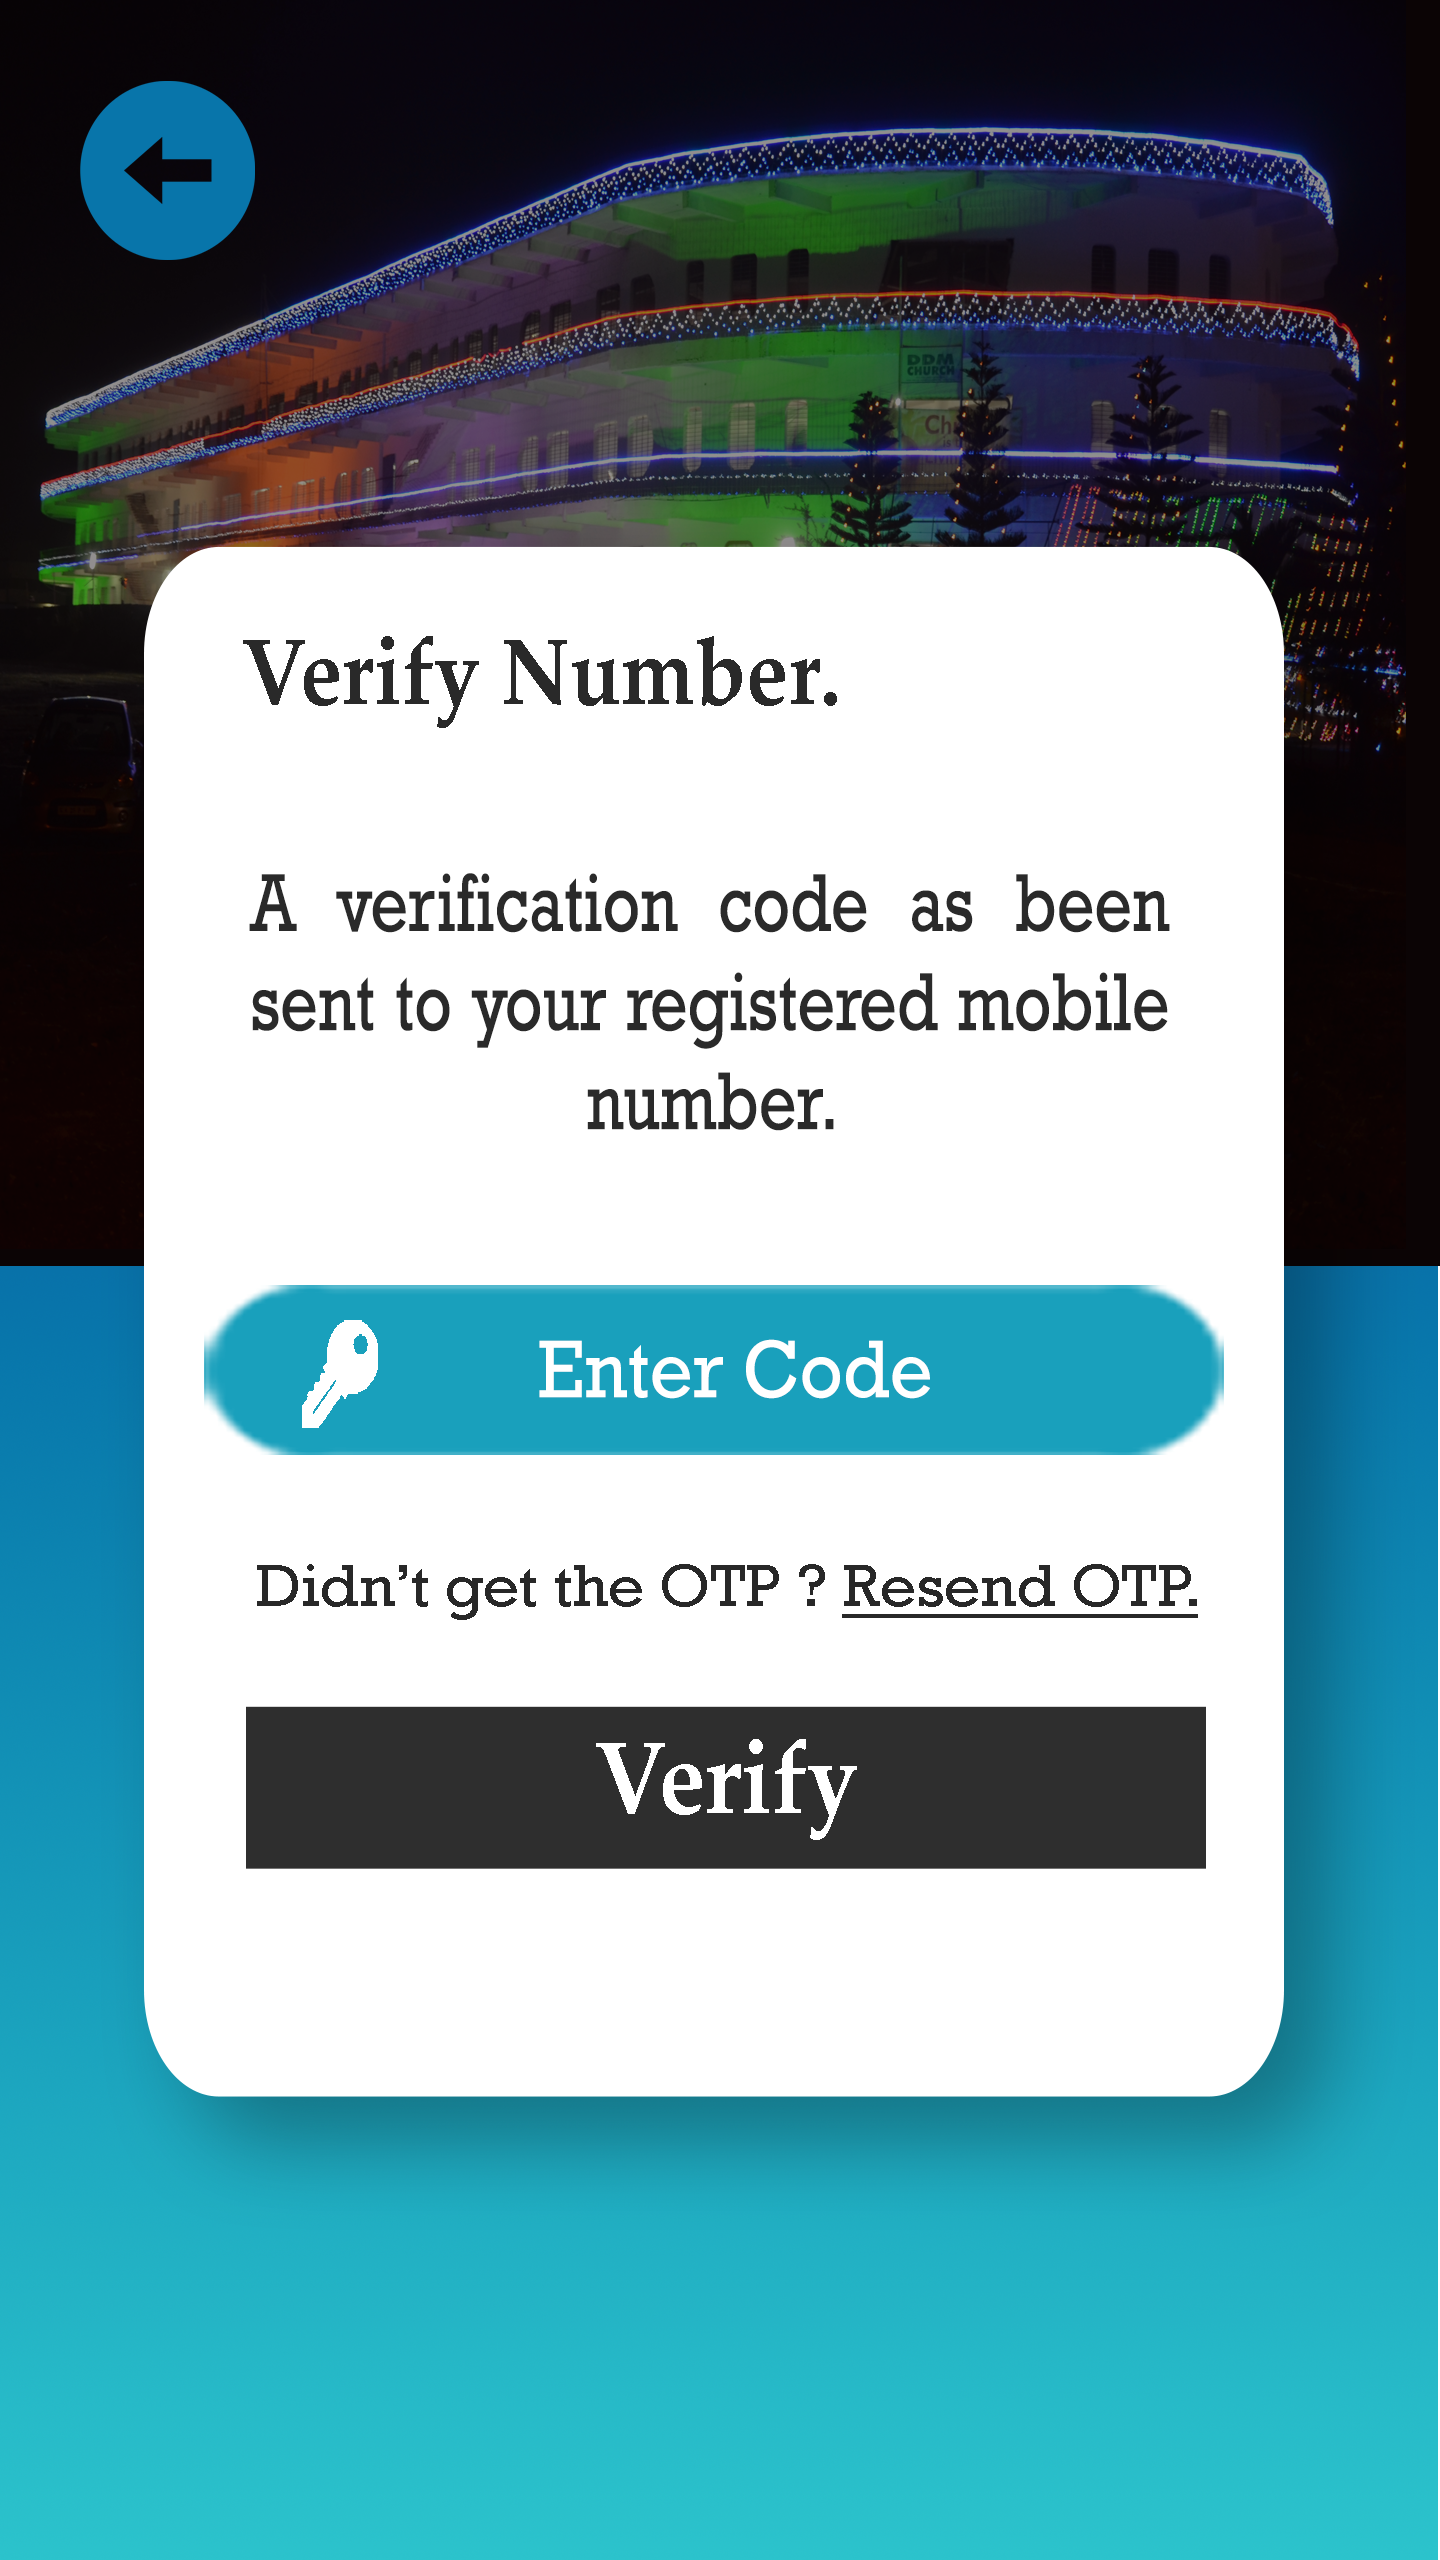 DDM
CHURCH
Verify Number.
A verification code as been
sent to your registered mobile
number.
Enter Code
Didn’t get the OTP ? Resend OTP.
Verify